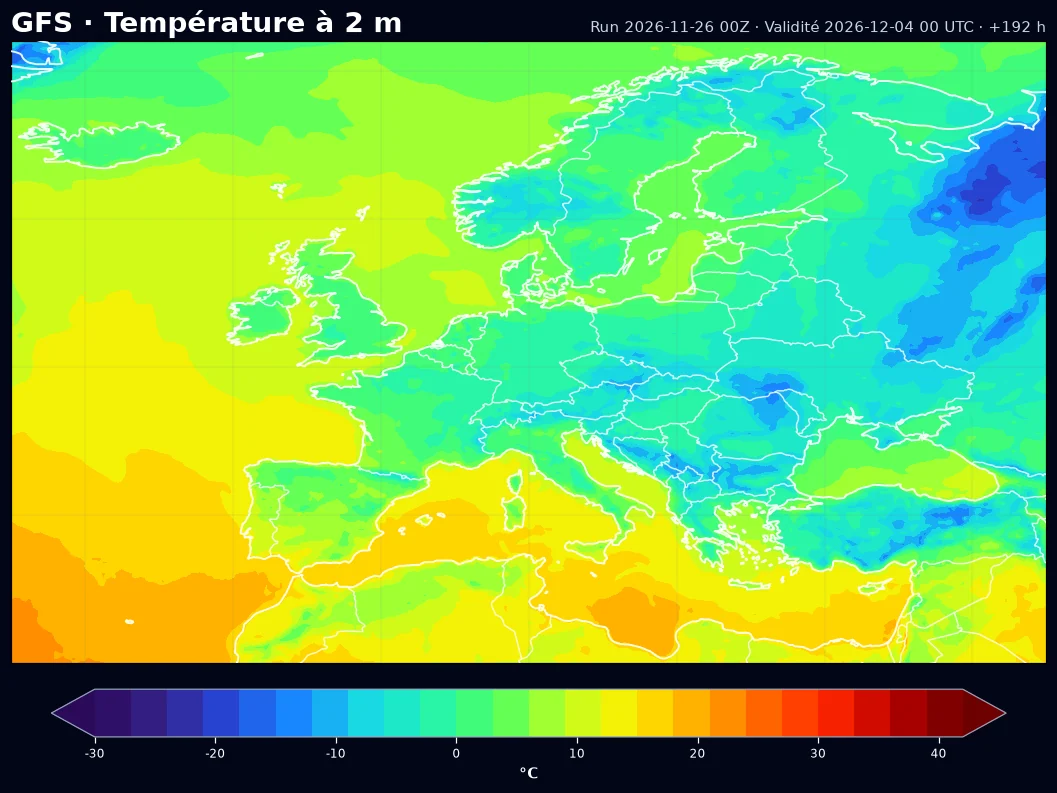 GFS · Température à 2 m
Run 2026-11-26 00Z · Validité 2026-12-04 00 UTC · +192 h
-30 -20 -10 0 10 20 30 40
°C